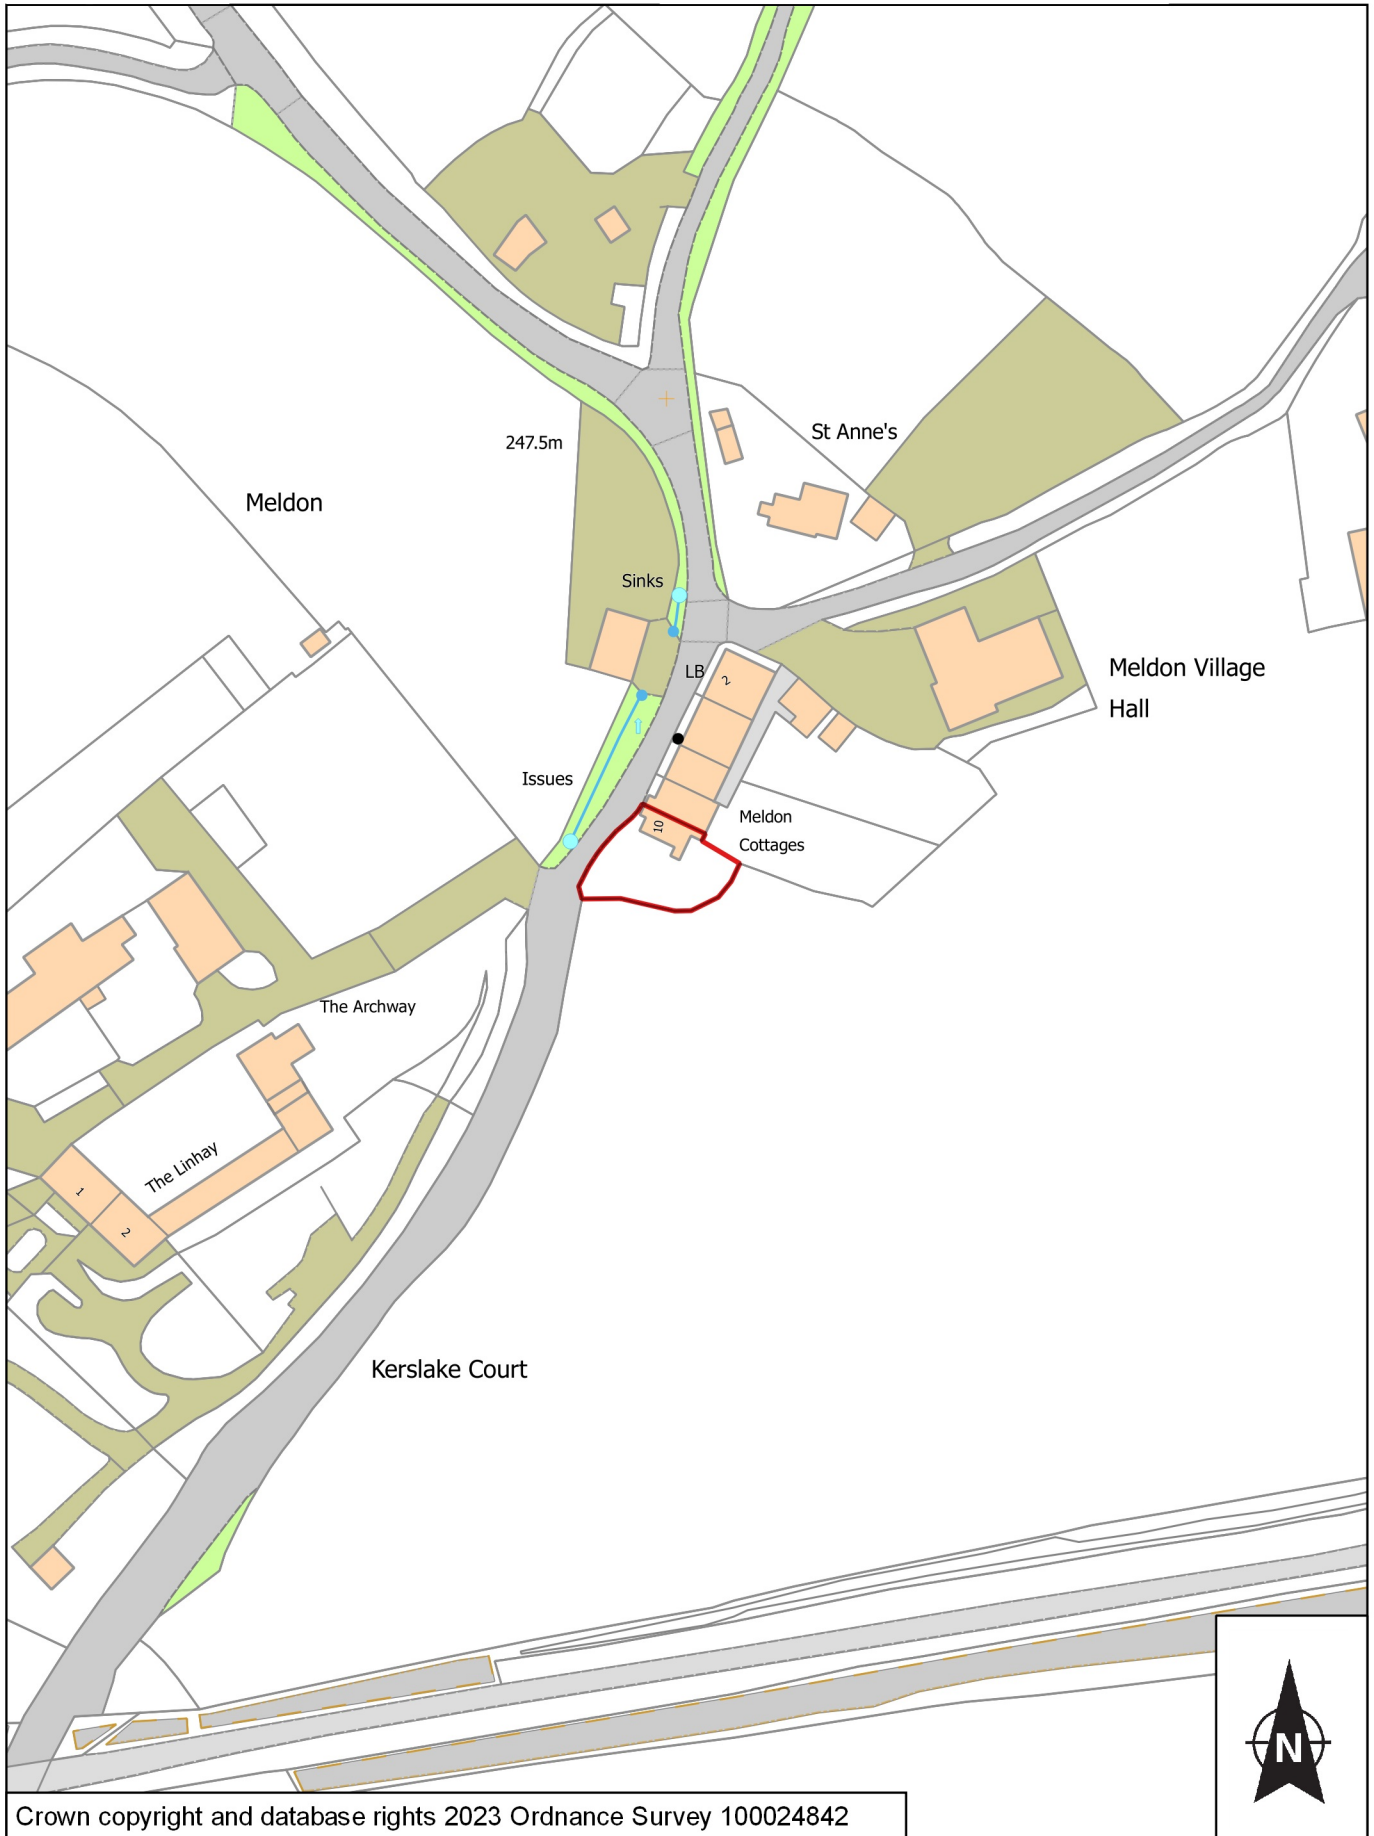 St Anne's
247.5m
Meldon
Sinks
LB
2
Meldon Village
Hall
Issues
Meldon
Cottages
10
The Archway
The Linhay
1
2
Kerslake Court
N
Crown copyright and database rights 2023 Ordnance Survey 100024842